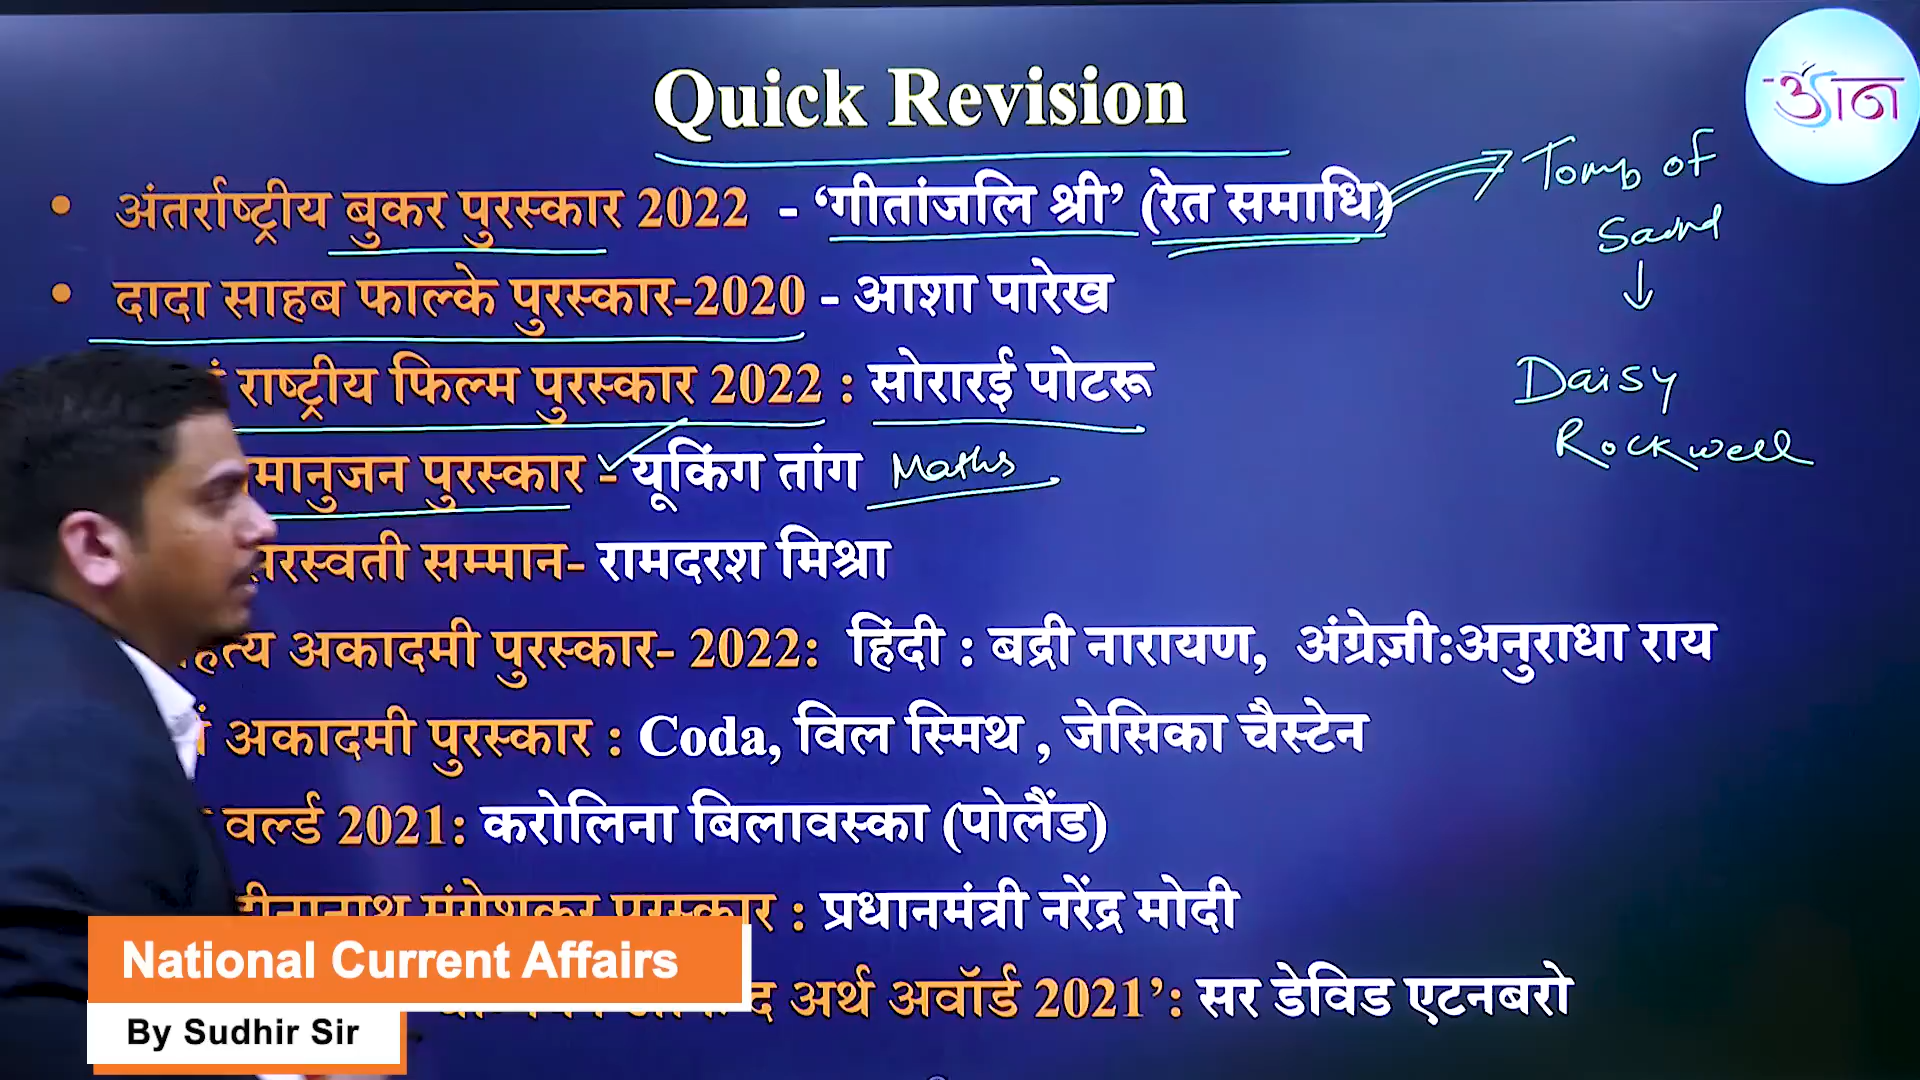 Quick Revision
उड़ान
• अंतर्राष्ट्रीय बुकर पुरस्कार 2022 - ‘गीतांजलि श्री’ (रेत समाधि)
Tomb of
Sand
Daisy
Rockwell
• दादा साहब फाल्के पुरस्कार-2020 - आशा पारेख
राष्ट्रीय फिल्म पुरस्कार 2022 : सोरारई पोटरू
मानुजन पुरस्कार - यूकिंग तांग Maths
सरस्वती सम्मान- रामदरश मिश्रा
अकादमी पुरस्कार- 2022: हिंदी : बद्री नारायण, अंग्रेज़ी:अनुराधा राय
अकादमी पुरस्कार : Coda, विल स्मिथ , जेसिका चैस्टेन
वर्ल्ड 2021: करोलिना बिलावस्का (पोलैंड)
दीनानाथ मंगेशकर पुरस्कार : प्रधानमंत्री नरेंद्र मोदी
अर्थ अवॉर्ड 2021’: सर डेविड एटनबरो
National Current Affairs
By Sudhir Sir